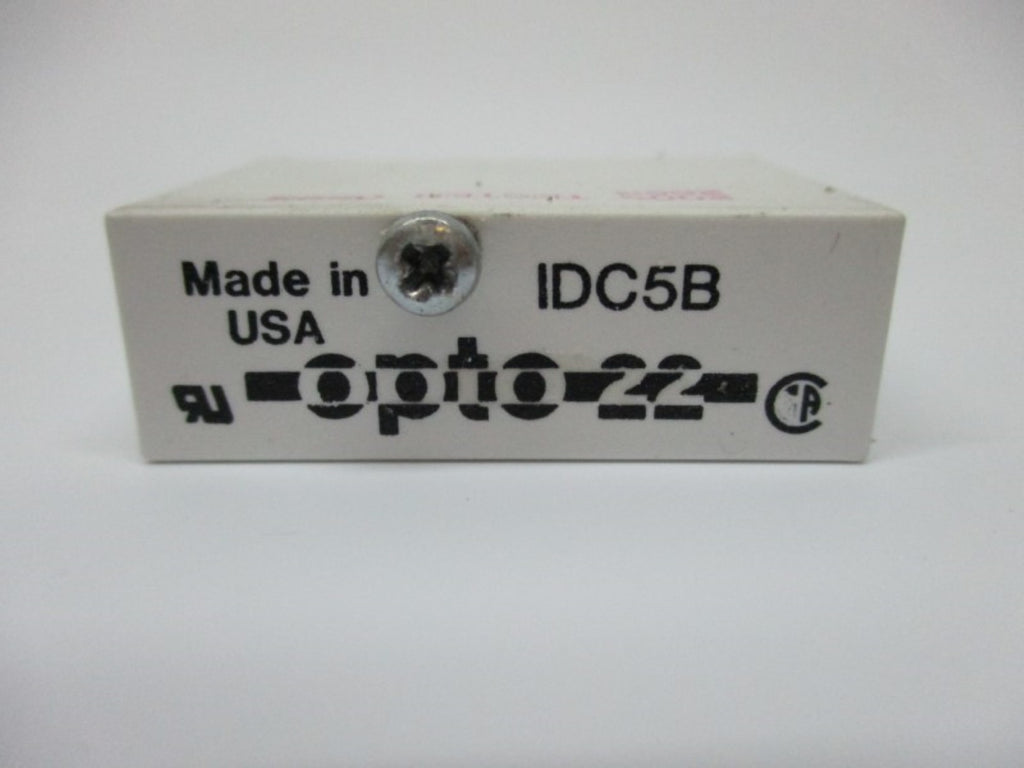 Made in
USA
IDC5B
opto 22